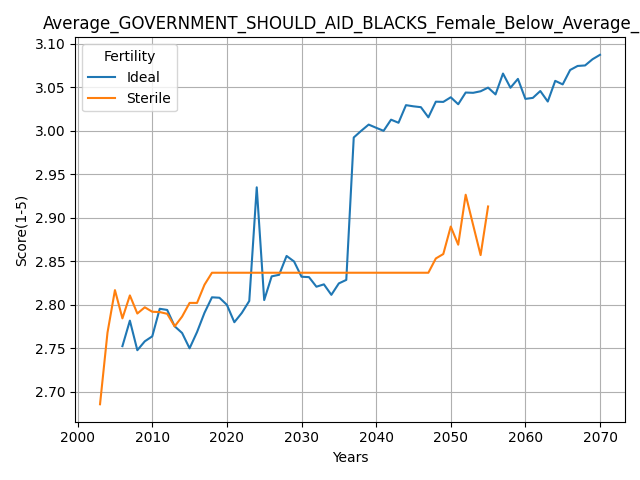 Average_GOVERNMENT_SHOULD_AID_BLACKS_Female_Below_Average_
Fertility
Ideal
Sterile
Score(1-5)
3.10
3.05
3.00
2.95
2.90
2.85
2.80
2.75
2.70
2000 2010 2020 2030 2040 2050 2060 2070
Years